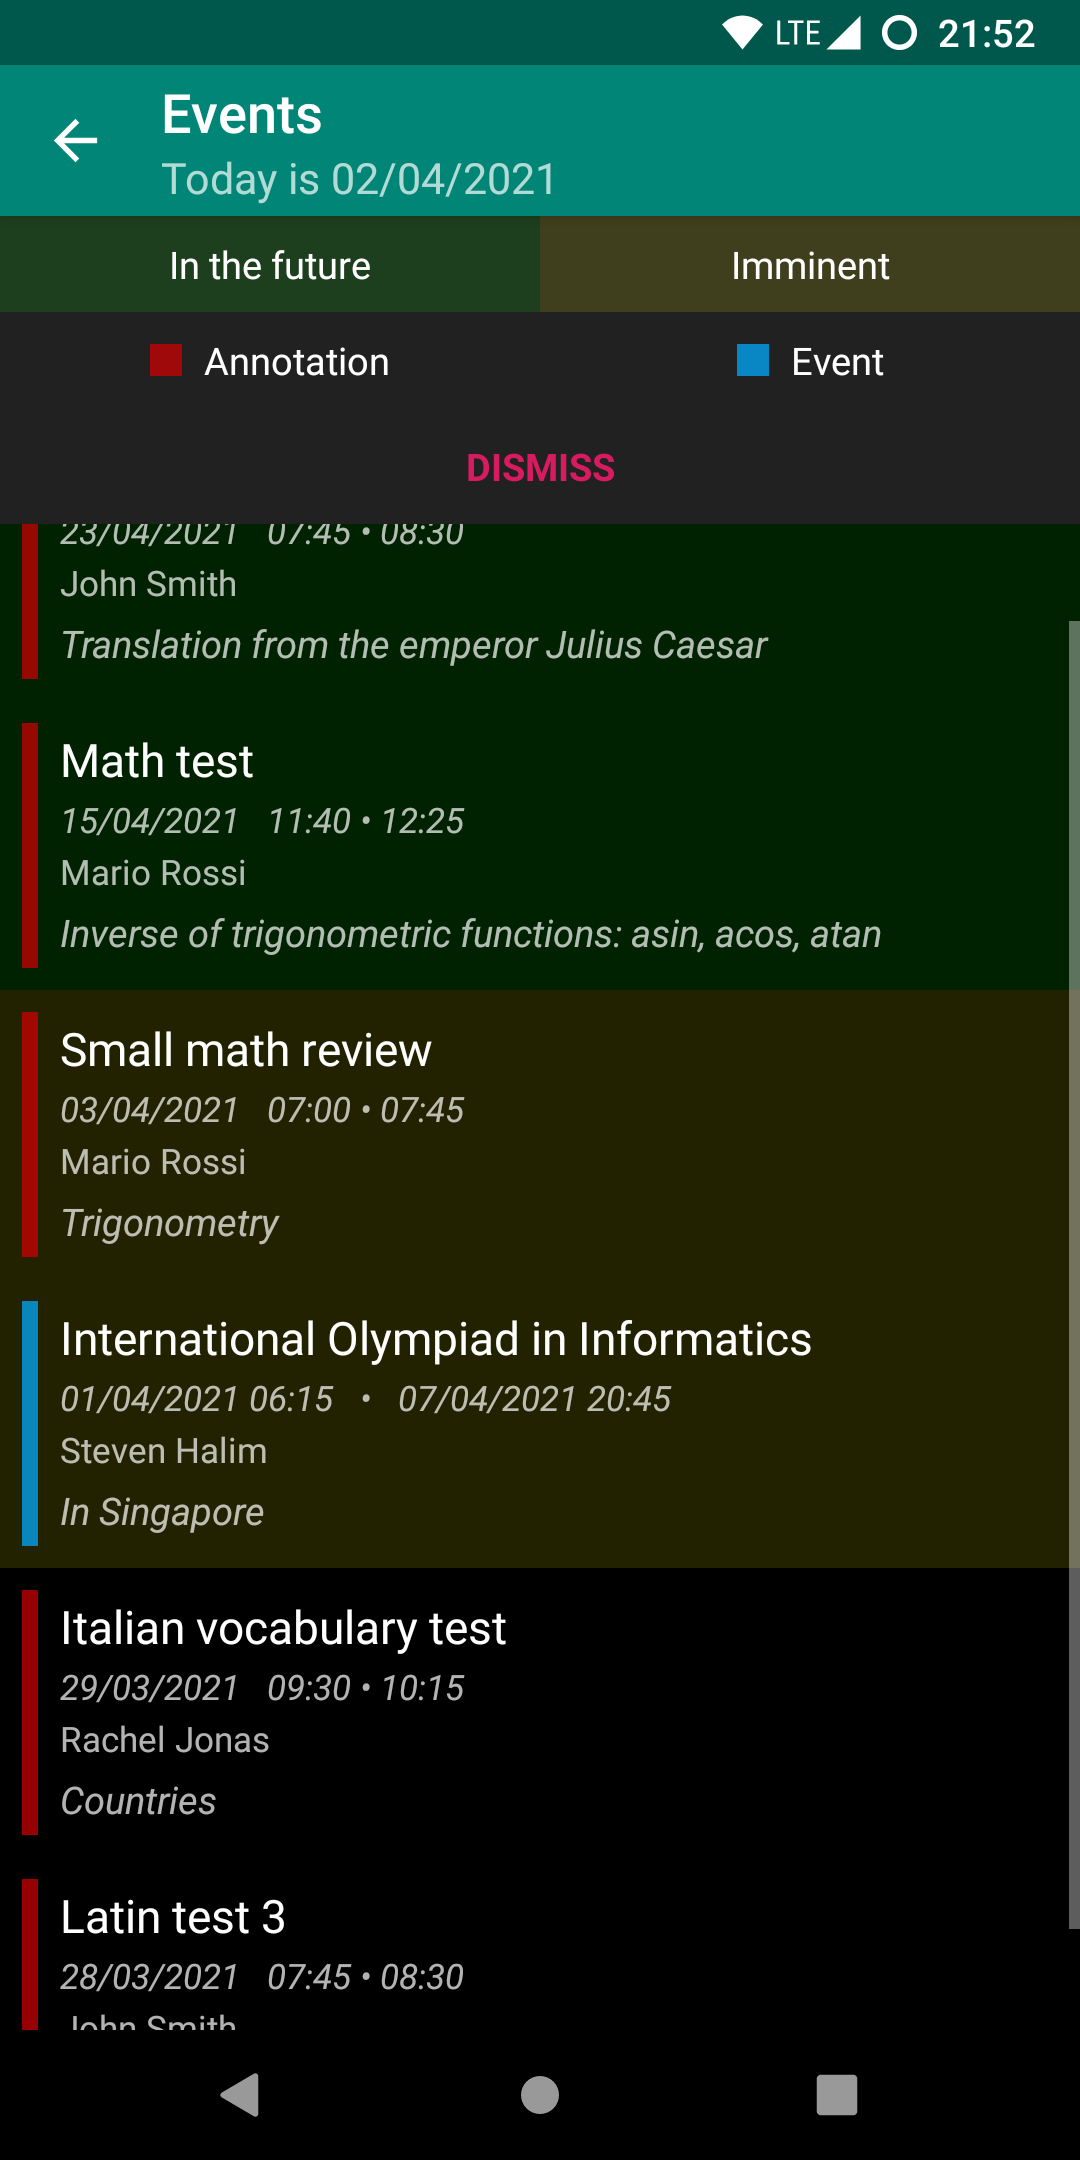 LTE 21:52
Events
Today is 02/04/2021
In the future Imminent
Annotation Event
DISMISS
23/04/2021 07:45 • 08:30
John Smith
Translation from the emperor Julius Caesar
Math test
15/04/2021 11:40 • 12:25
Mario Rossi
Inverse of trigonometric functions: asin, acos, atan
Small math review
03/04/2021 07:00 • 07:45
Mario Rossi
Trigonometry
International Olympiad in Informatics
01/04/2021 06:15 • 07/04/2021 20:45
Steven Halim
In Singapore
Italian vocabulary test
29/03/2021 09:30 • 10:15
Rachel Jonas
Countries
Latin test 3
28/03/2021 07:45 • 08:30
John Smith